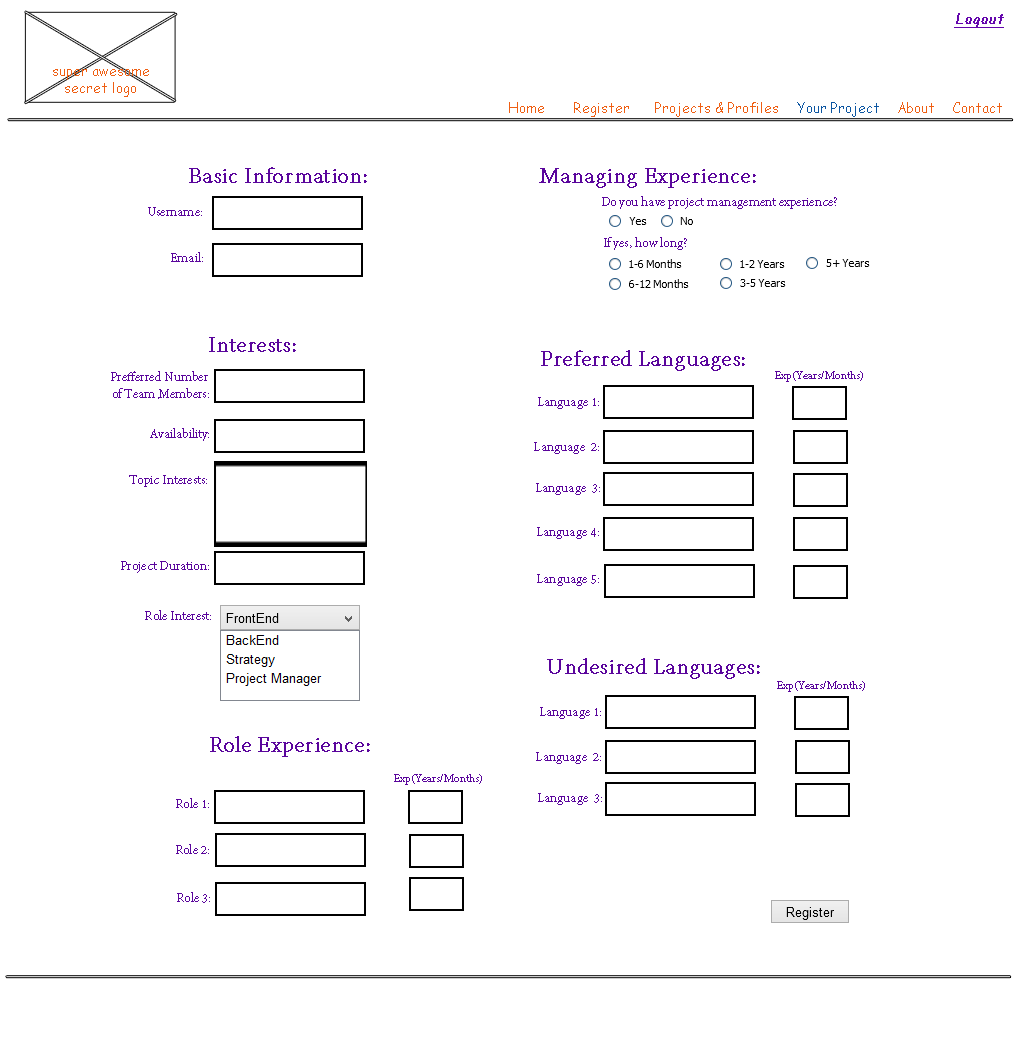 Logout
super awesome
secret logo
Home Register Projects & Profiles Your Project About Contact
Basic Information:
Username:
Email:
Interests:
Prefferred Number
of Team Members:
Availability:
Topic Interests:
Project Duration:
Role Interest: FrontEnd
BackEnd
Strategy
Project Manager
Role Experience:
Exp(Years/Months)
Role 1:
Role 2:
Role 3:
Managing Experience:
Do you have project management experience?
Yes No
If yes, how long?
1-6 Months 1-2 Years 5+ Years
6-12 Months 3-5 Years
Preferred Languages:
Exp(Years/Months)
Language 1:
Language 2:
Language 3:
Language 4:
Language 5:
Undesired Languages:
Exp(Years/Months)
Language 1:
Language 2:
Language 3:
Register